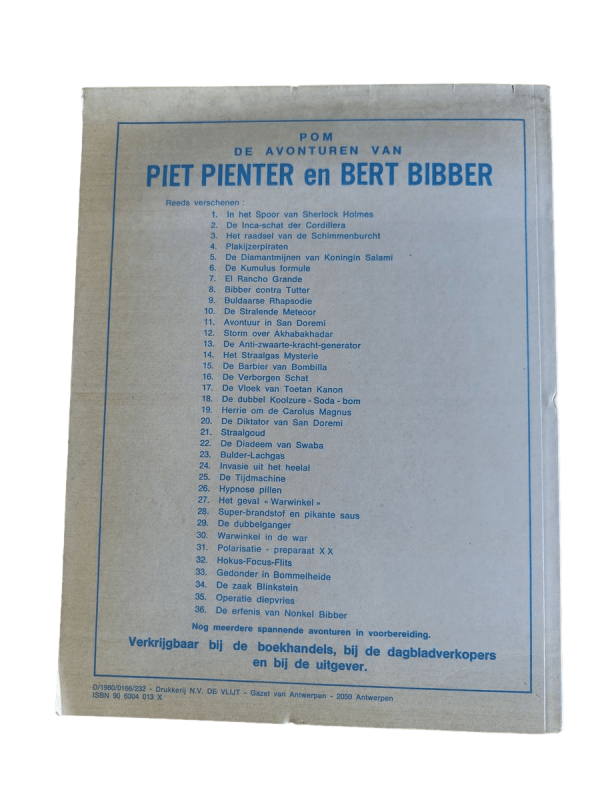 POM
DE AVONTUREN VAN
PIET PIENTER en BERT BIBBER
Reeds verschenen :
1. In het Spoor van Sherlock Holmes
2. De Inca-schat der Cordillera
3. Het raadsel van de Schimmenburcht
4. Plakijzerpiraten
5. De Diamantmijnen van Koningin Salami
6. De Kumulus formule
7. El Rancho Grande
8. Bibber contra Tutter
9. Buldaarse Rhapsodie
10. De Stralende Meteoor
11. Avontuur in San Doremi
12. Storm over Akhabakhadar
13. De Anti-zwaarte-kracht-generator
14. Het Straalgas Mysterie
15. De Barbier van Bombilla
16. De Verborgen Schat
17. De Vloek van Toetan Kanon
18. De dubbel Koolzure - Soda - bom
19. Herrie om de Carolus Magnus
20. De Diktator van San Doremi
21. Straalgoud
22. De Diadeem van Swaba
23. Bulder-Lachgas
24. Invasie uit het heelal
25. De Tijdmachine
26. Hypnose pillen
27. Het geval « Warwinkel »
28. Super-brandstof en pikante saus
29. De dubbelganger
30. Warwinkel in de war
31. Polarisatie - preparaat X X
32. Hokus-Focus-Flits
33. Gedonder in Bommelheide
34. De zaak Blinkstein
35. Operatie diepvries
36. De erfenis van Nonkel Bibber
Nog meerdere spannende avonturen in voorbereiding.
Verkrijgbaar bij de boekhandels, bij de dagbladverkopers
en bij de uitgever.
D/1980/0166/233 - Drukkerij N.V. DE VLIJT - Gazet van Antwerpen - 2050 Antwerpen
ISBN 90 6304 013 X